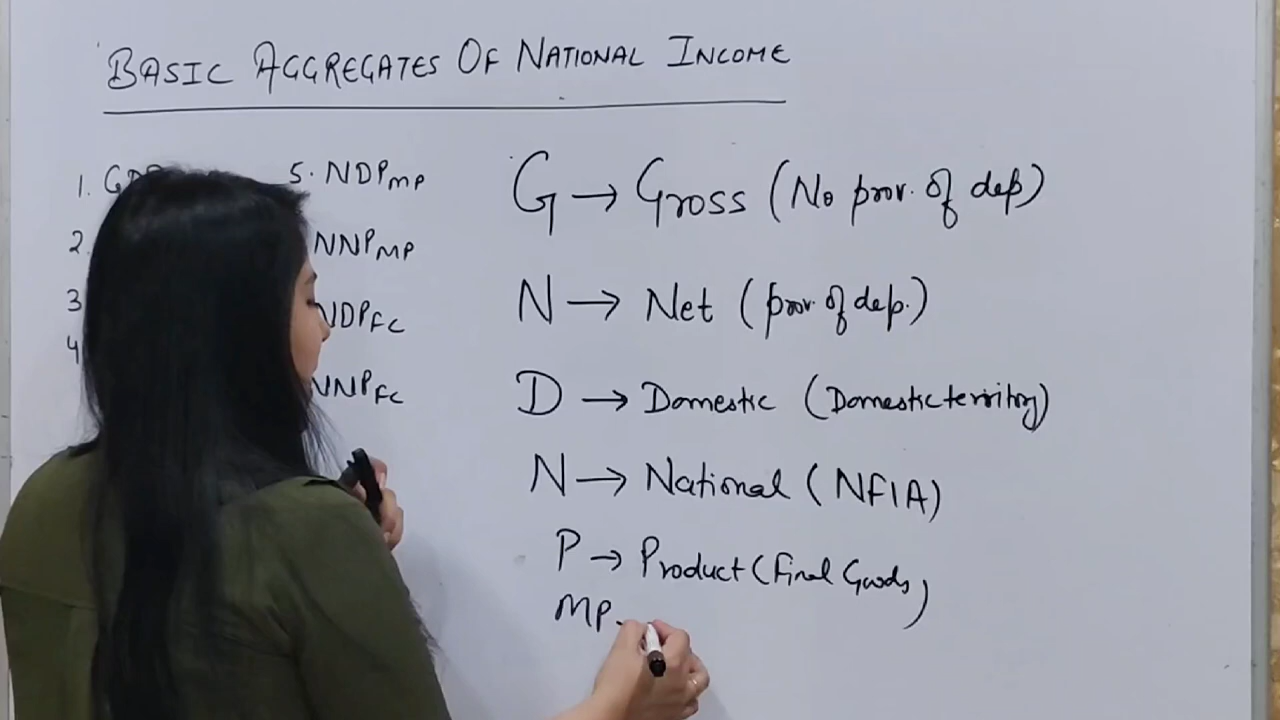 BASIC AGGREGATES OF NATIONAL INCOME
1.
2.
3
4
5. NDPMP
NNPMP
NDPFC
NNPFC
G → Gross (No prov. of dep)
N → Net (prov. of dep.)
D → Domestic (Domestic territory)
N → National (NFIA)
P → Product (Final Goods)
MP